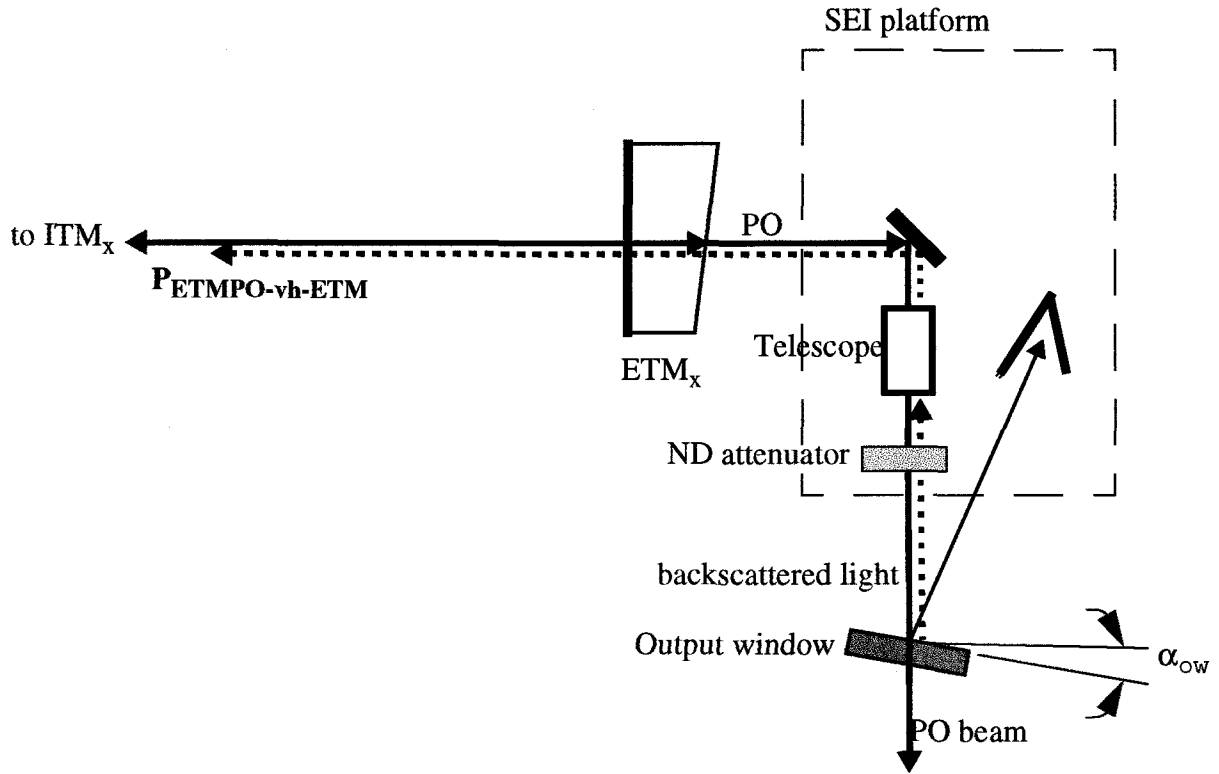 SEI platform
PO
to ITMx
PETMPO-vh-ETM
Telescope
ETMx
ND attenuator
backscattered light
Output window
αow
PO beam